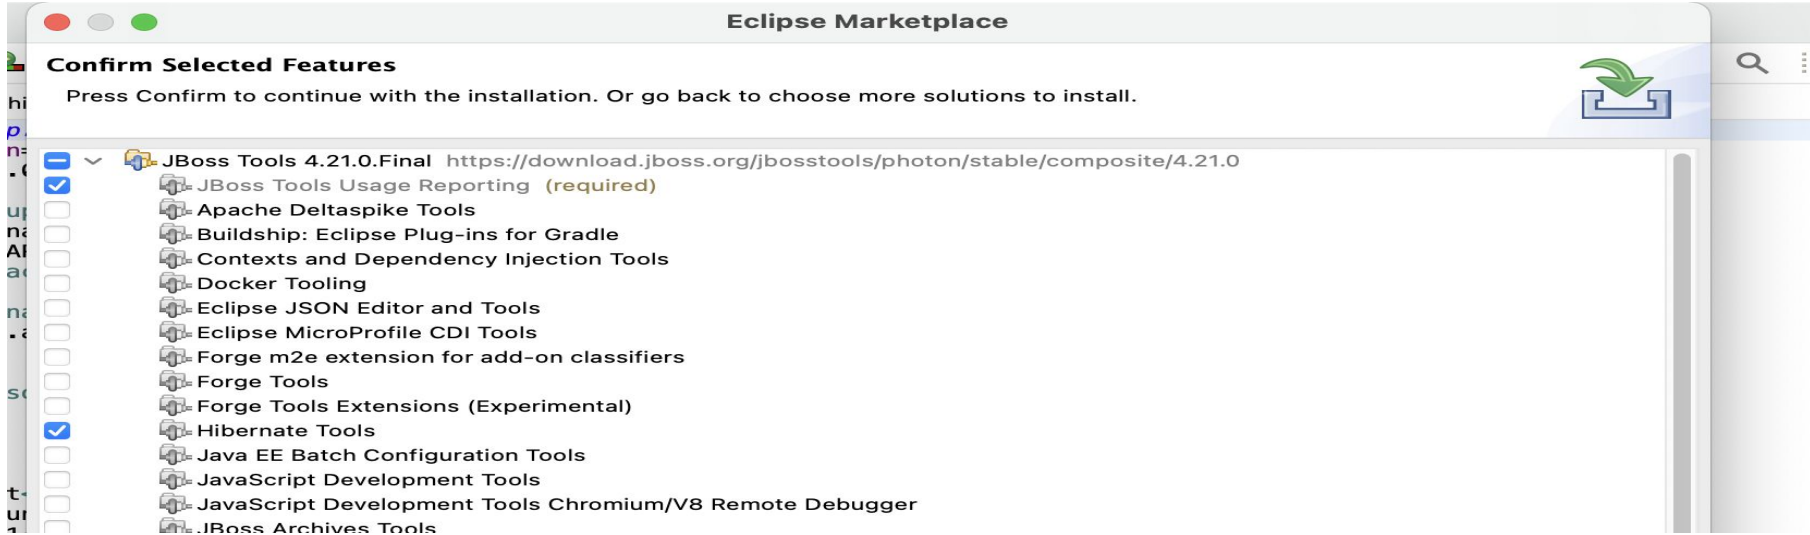 Eclipse Marketplace
Confirm Selected Features
Press Confirm to continue with the installation. Or go back to choose more solutions to install.
JBoss Tools 4.21.0.Final https://download.jboss.org/jbosstools/photon/stable/composite/4.21.0
JBoss Tools Usage Reporting (required)
Apache Deltaspike Tools
Buildship: Eclipse Plug-ins for Gradle
Contexts and Dependency Injection Tools
Docker Tooling
Eclipse JSON Editor and Tools
Eclipse MicroProfile CDI Tools
Forge m2e extension for add-on classifiers
Forge Tools
Forge Tools Extensions (Experimental)
Hibernate Tools
Java EE Batch Configuration Tools
JavaScript Development Tools
JavaScript Development Tools Chromium/V8 Remote Debugger
JBoss Archives Tools